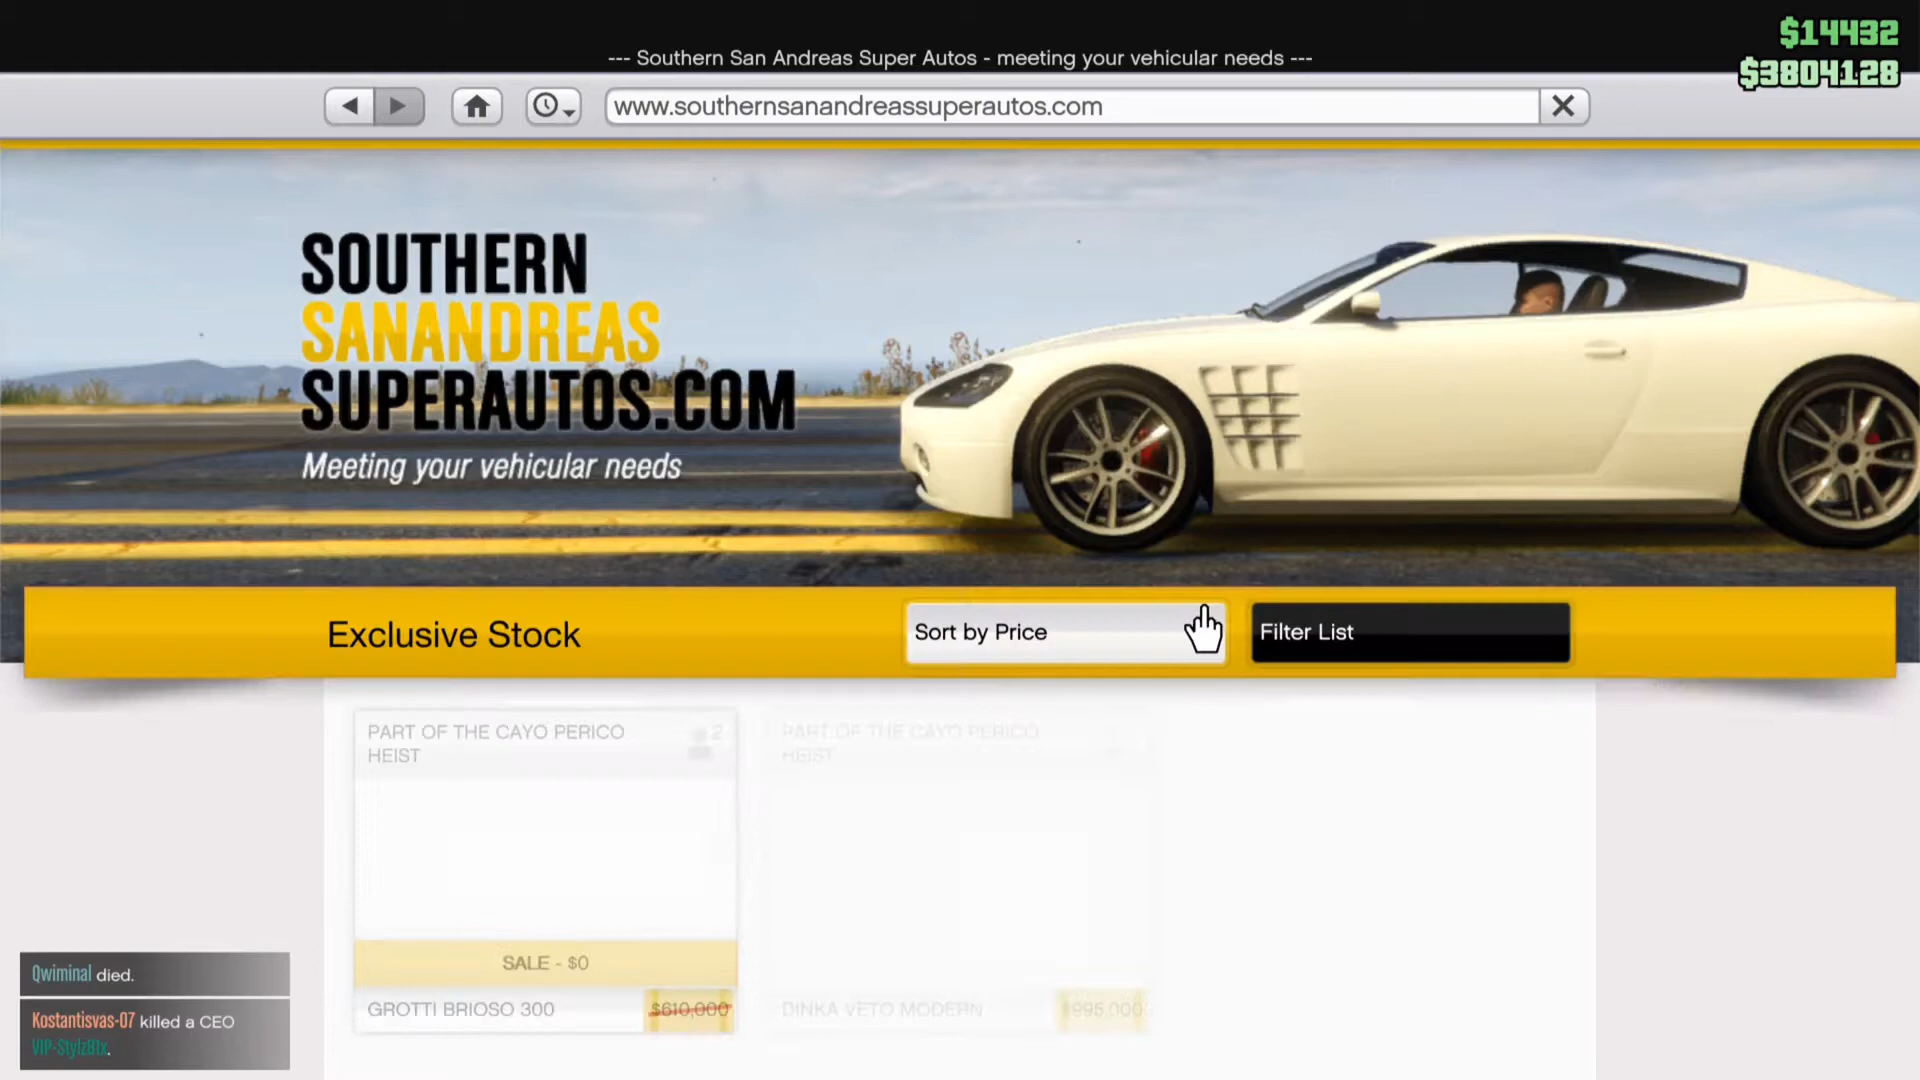 $14432
--- Southern San Andreas Super Autos - meeting your vehicular needs ---
$3804128
www.southernsanandreassuperautos.com
SOUTHERN
SANANDREAS
SUPERAUTOS.COM
Meeting your vehicular needs
Exclusive Stock
Sort by Price
Filter List
PART OF THE CAYO PERICO
HEIST
2
PART OF THE CAYO PERICO
HEIST
SALE - $0
GROTTI BRIOSO 300
$610,000
DINKA VETO MODERN
$995,000
Qwiminal died.
Kostantisvas-07 killed a CEO
VIP-Stylz81x.